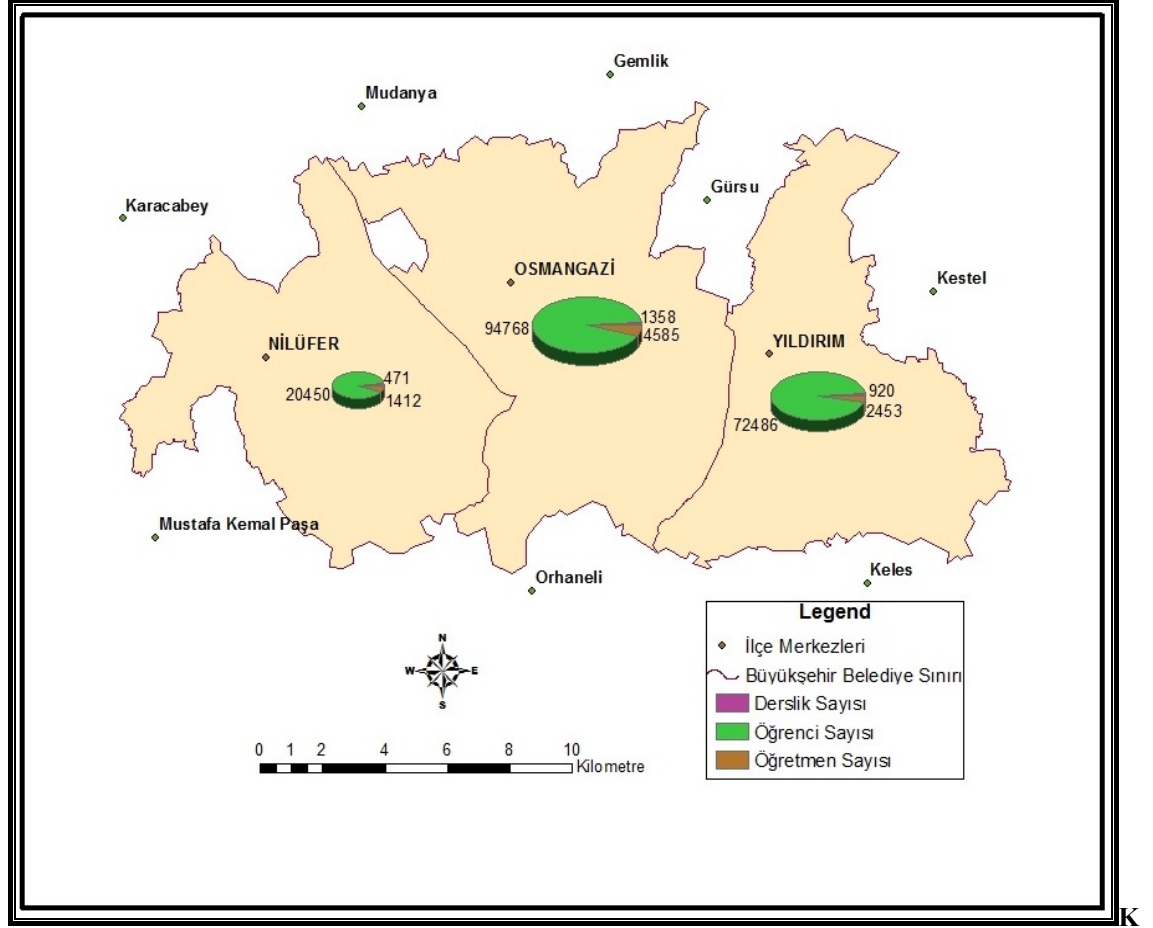 Gemlik
Mudanya
Gürsu
Karacabey
OSMANGAZİ
Kestel
94768
1358
4585
NİLÜFER
YILDIRIM
471
20450
1412
920
2453
72486
Mustafa Kemal Paşa
Keles
Orhaneli
Legend
İlçe Merkezleri
Büyükşehir Belediye Sınırı
Derslik Sayısı
Öğrenci Sayısı
Öğretmen Sayısı
N
W E
S
0 1 2 4 6 8 10
Kilometre
K